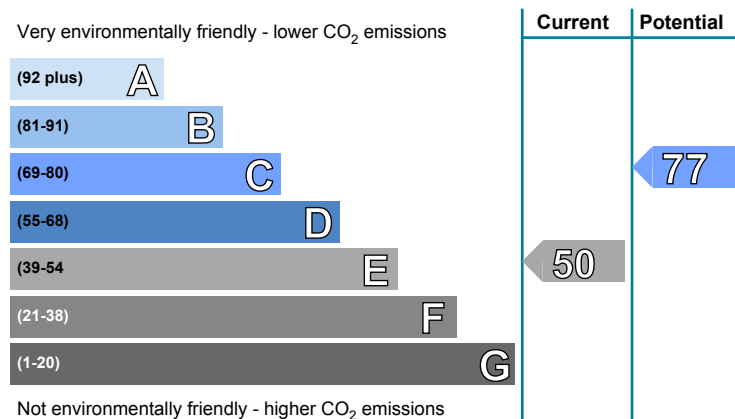 Current Potential
Very environmentally friendly - lower CO2 emissions
(92 plus) A
(81-91) B
(69-80) C
77
(55-68) D
(39-54 E
50
(21-38) F
(1-20) G
Not environmentally friendly - higher CO2 emissions